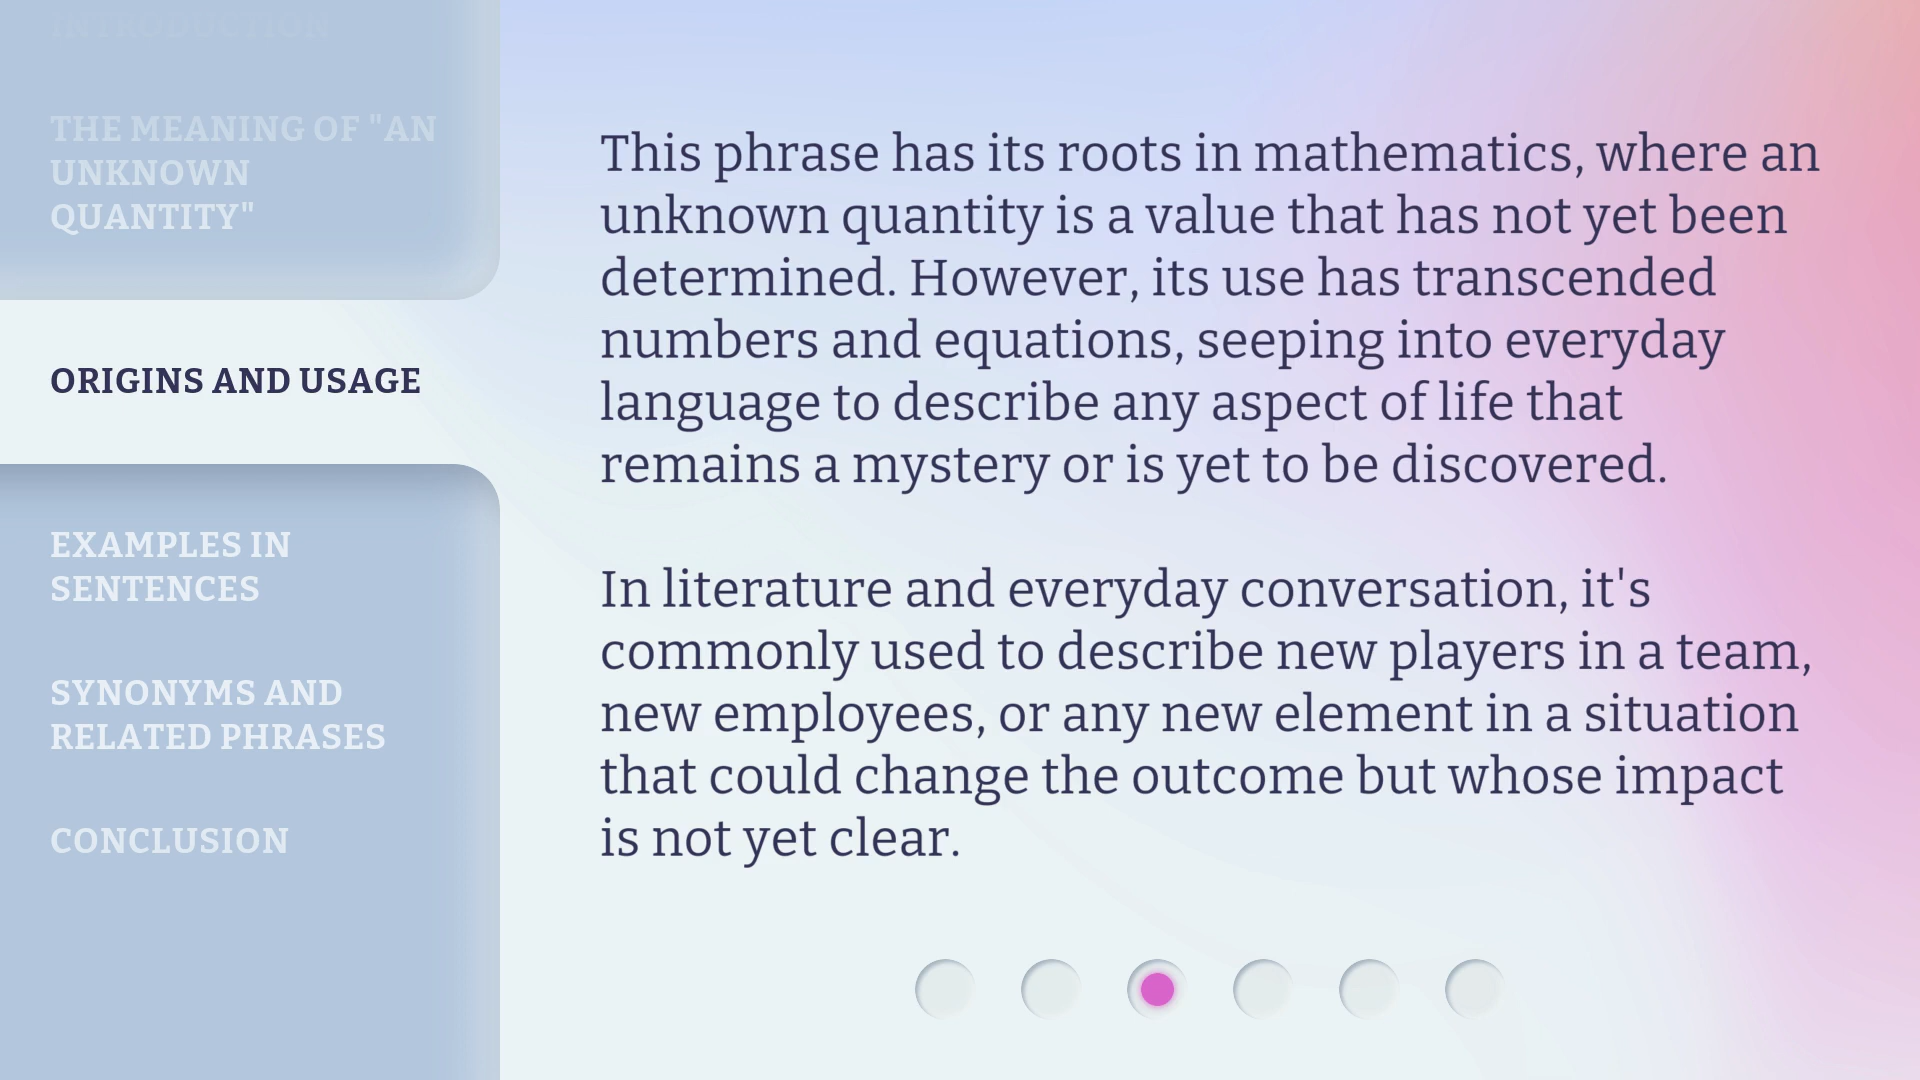 INTRODUCTION
THE MEANING OF "AN
UNKNOWN
QUANTITY"
ORIGINS AND USAGE
EXAMPLES IN
SENTENCES
SYNONYMS AND
RELATED PHRASES
CONCLUSION
This phrase has its roots in mathematics, where an
unknown quantity is a value that has not yet been
determined. However, its use has transcended
numbers and equations, seeping into everyday
language to describe any aspect of life that
remains a mystery or is yet to be discovered.
In literature and everyday conversation, it's
commonly used to describe new players in a team,
new employees, or any new element in a situation
that could change the outcome but whose impact
is not yet clear.